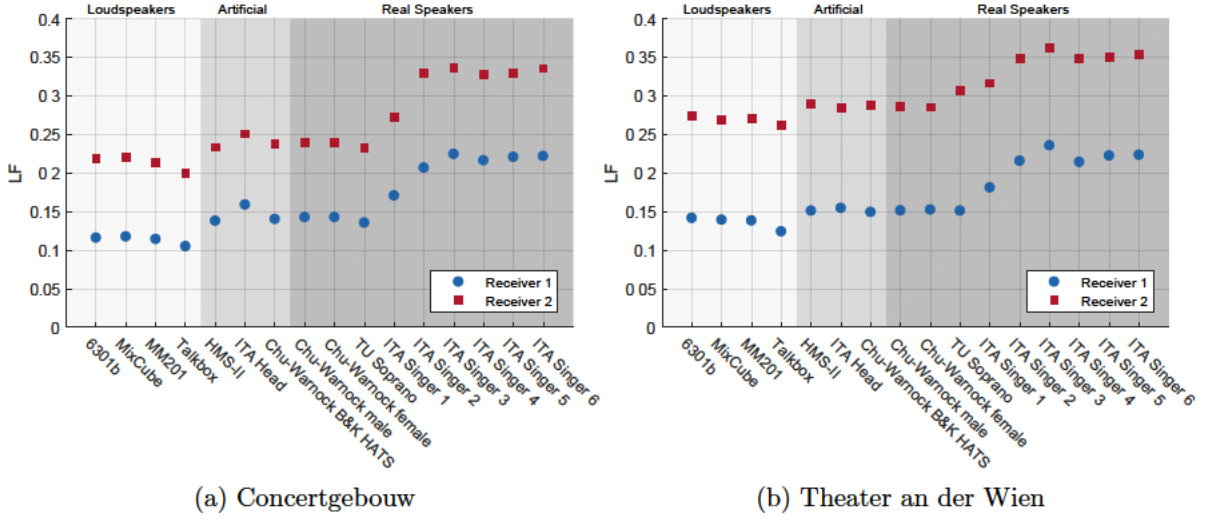 Loudspeakers Artificial Real Speakers
0.4
0.35
0.3
0.25
0.2
0.15
0.1
0.05
0
LF
Receiver 1
Receiver 2
6301b
MixCube
MM201
Talkbox
HMS-II
ITA Head
Chu-Warnock B&K HATS
Chu-Warnock male
Chu-Warnock female
TU Soprano
ITA Singer 1
ITA Singer 2
ITA Singer 3
ITA Singer 4
ITA Singer 5
ITA Singer 6
(a) Concertgebouw
Loudspeakers Artificial Real Speakers
0.4
0.35
0.3
0.25
0.2
0.15
0.1
0.05
0
LF
Receiver 1
Receiver 2
6301b
MixCube
MM201
Talkbox
HMS-II
ITA Head
Chu-Warnock B&K HATS
Chu-Warnock male
Chu-Warnock female
TU Soprano
ITA Singer 1
ITA Singer 2
ITA Singer 3
ITA Singer 4
ITA Singer 5
ITA Singer 6
(b) Theater an der Wien